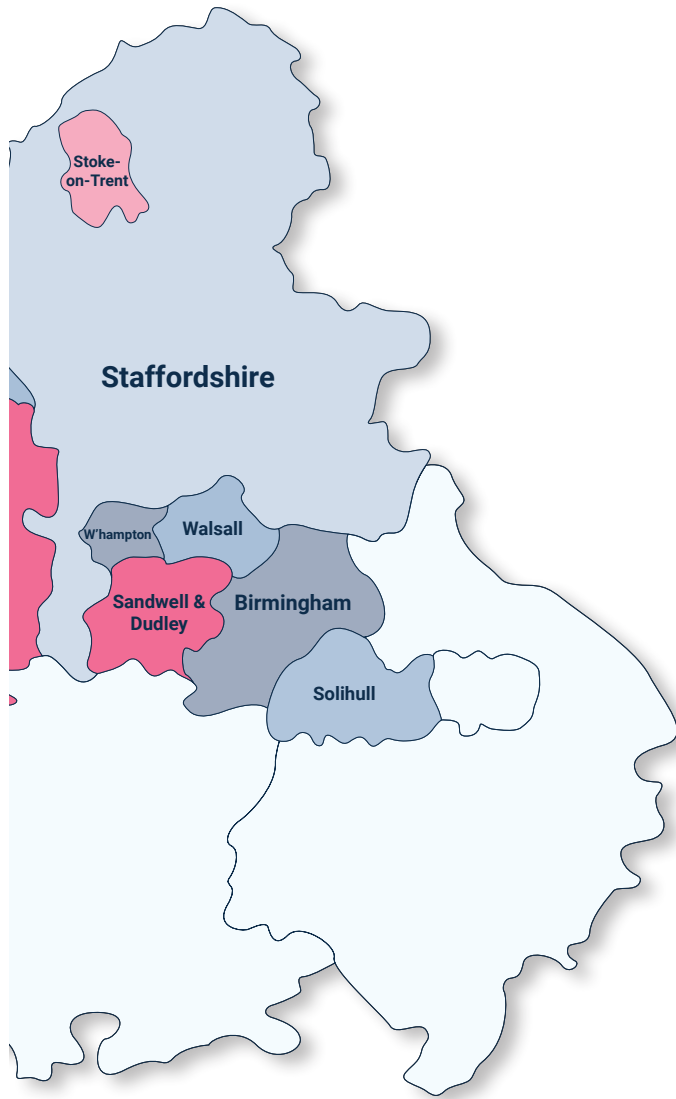 Stoke-
on-Trent
Staffordshire
W'hampton
Walsall
Sandwell &
Dudley
Birmingham
Solihull